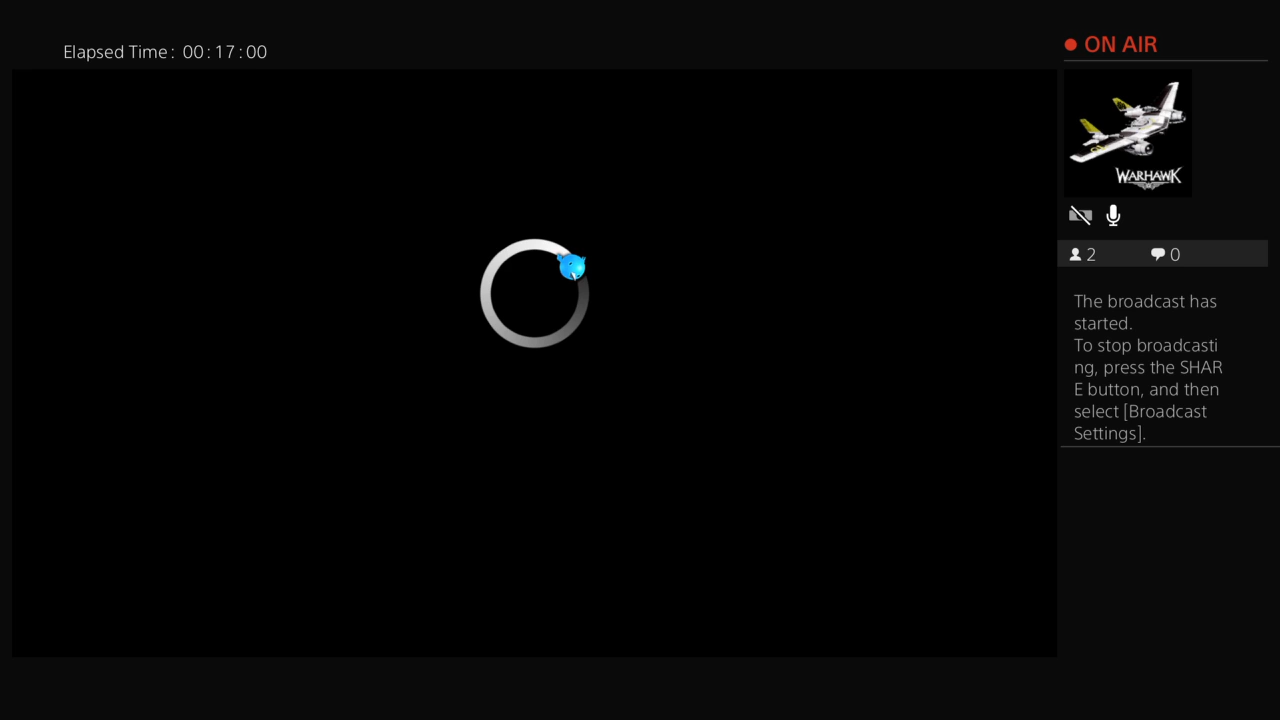 Elapsed Time: 00:17:00
ON AIR
WARHAWK
2
0
The broadcast has
started.
To stop broadcasti
ng, press the SHAR
E button, and then
select [Broadcast
Settings].